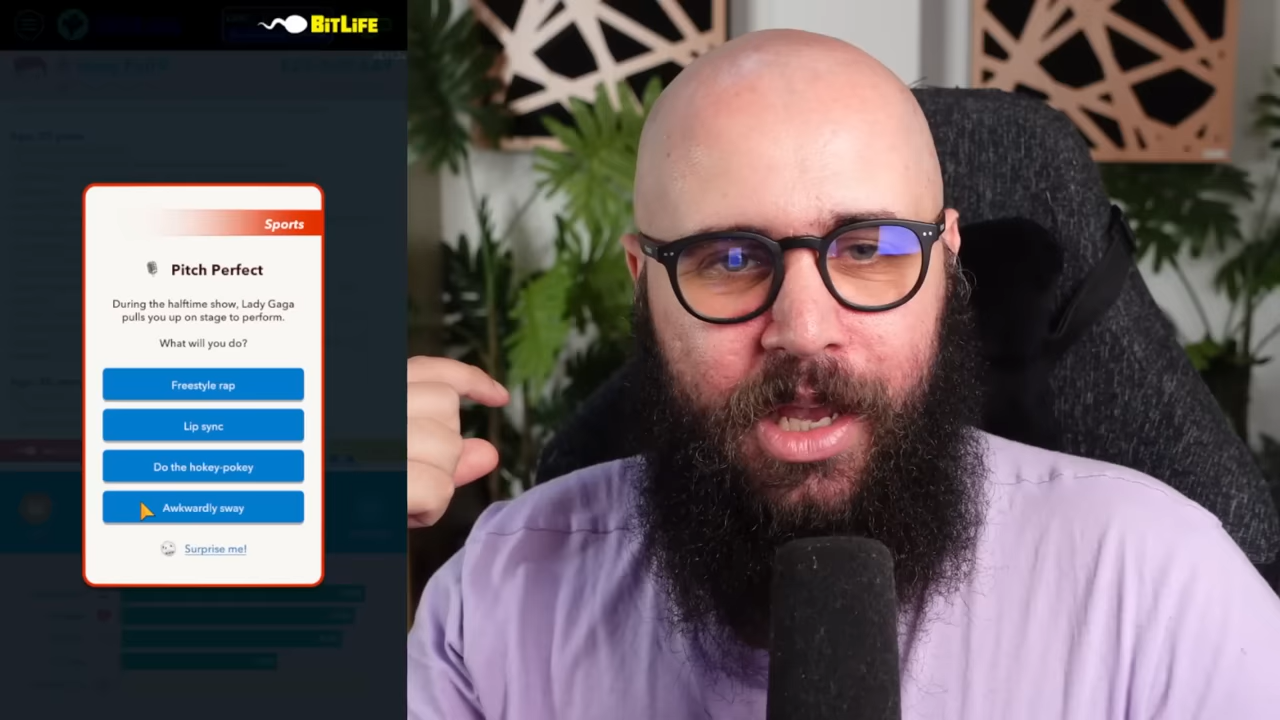 BITLIFE
Sports
Pitch Perfect
During the halftime show, Lady Gaga
pulls you up on stage to perform.
What will you do?
Freestyle rap
Lip sync
Do the hokey-pokey
Awkwardly sway
Surprise me!